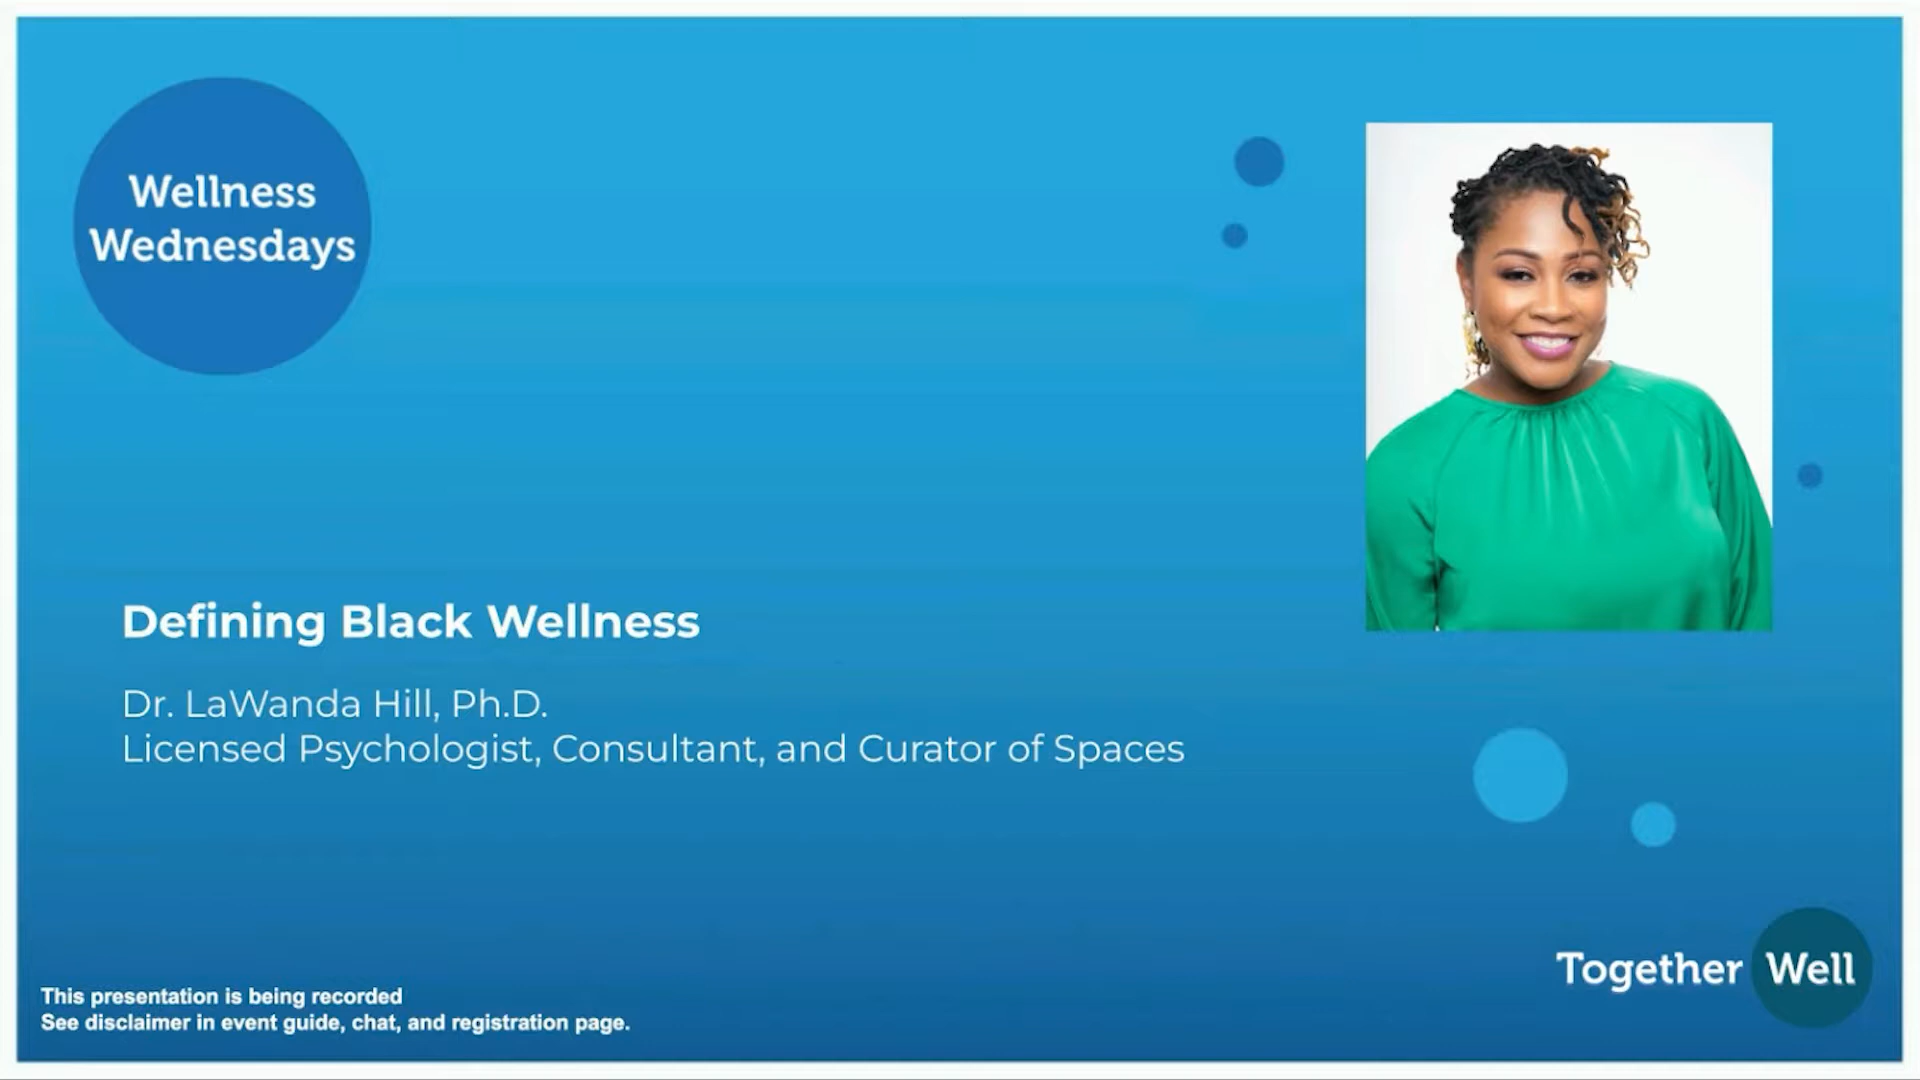 Wellness
Wednesdays
Defining Black Wellness
Dr. LaWanda Hill, Ph.D.
Licensed Psychologist, Consultant, and Curator of Spaces
Together Well
This presentation is being recorded
See disclaimer in event guide, chat, and registration page.